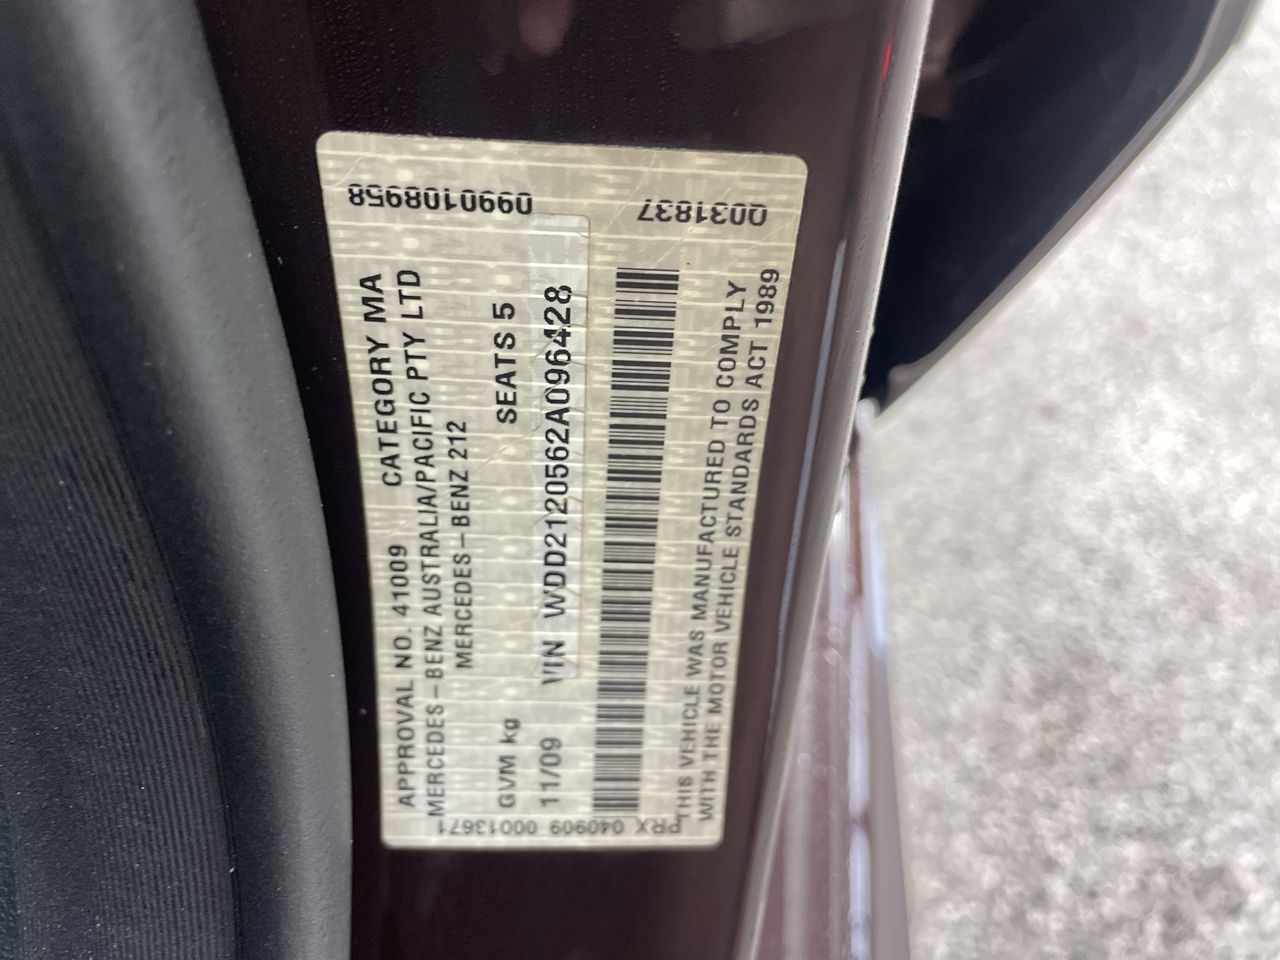 APPROVAL NO. 41009 CATEGORY MA
MERCEDES-BENZ AUSTRALIA/PACIFIC PTY LTD
MERCEDES-BENZ 212
GVM kg SEATS 5
11/09 VIN WDD2120562A096428
THIS VEHICLE WAS MANUFACTURED TO COMPLY
WITH THE MOTOR VEHICLE STANDARDS ACT 1989
0990108958
Q031837
PRX 040909 00013671